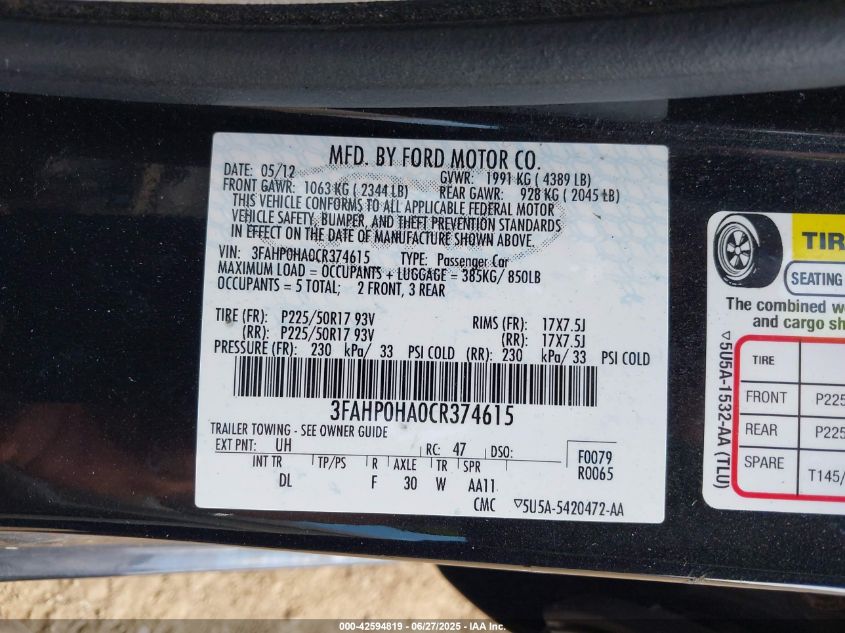 MFD. BY FORD MOTOR CO.
DATE: 05/12 GVWR: 1991 KG ( 4389 LB)
FRONT GAWR: 1063 KG ( 2344 LB) REAR GAWR: 928 KG ( 2045 LB)
THIS VEHICLE CONFORMS TO ALL APPLICABLE FEDERAL MOTOR
VEHICLE SAFETY, BUMPER, AND THEFT PREVENTION STANDARDS
IN EFFECT ON THE DATE OF MANUFACTURE SHOWN ABOVE.
VIN: 3FAHP0HA0CR374615 TYPE: Passenger Car
MAXIMUM LOAD = OCCUPANTS + LUGGAGE = 385KG/ 850LB
OCCUPANTS = 5 TOTAL; 2 FRONT, 3 REAR
TIRE (FR): P225/50R17 93V RIMS (FR): 17X7.5J
(RR): P225/50R17 93V (RR): 17X7.5J
PRESSURE (FR): 230 kPa/ 33 PSI COLD (RR): 230 kPa/ 33 PSI COLD
3FAHP0HA0CR374615
TRAILER TOWING - SEE OWNER GUIDE
EXT PNT: UH RC: 47 DSO: F0079
R0065
INT TR TP/PS R AXLE TR SPR
DL F 30 W AA11
CMC ▽5U5A-5420472-AA
TIR
SEATING
The combined w
and cargo sh
▽5U5A-1532-AA (TLU)
TIRE
FRONT P225
REAR P225
SPARE T145/
000-42594819 - 06/27/2025 - IAA Inc.